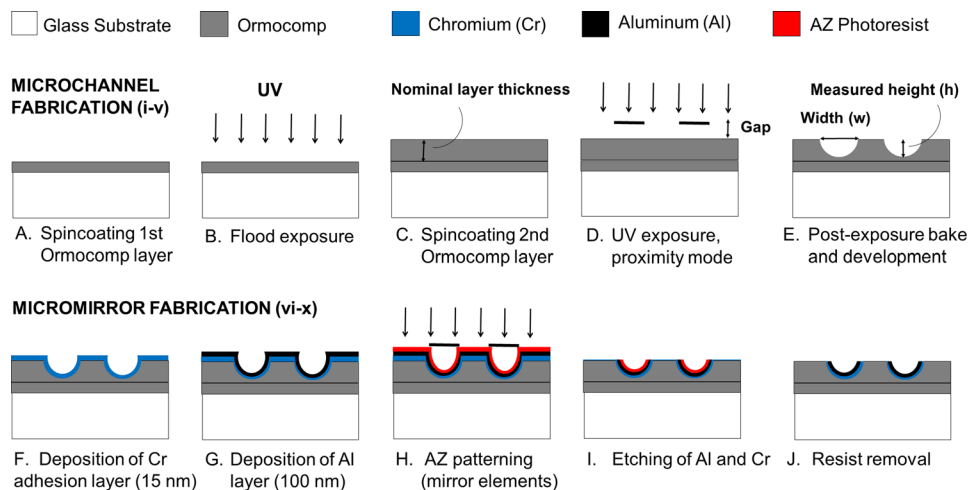 Glass Substrate
Ormocomp
Chromium (Cr)
Aluminum (Al)
AZ Photoresist
MICROCHANNEL
FABRICATION (i-v)
UV
Nominal layer thickness
Gap
Measured height (h)
Width (w)
A. Spincoating 1st
Ormocomp layer
B. Flood exposure
C. Spincoating 2nd
Ormocomp layer
D. UV exposure,
proximity mode
E. Post-exposure bake
and development
MICROMIRROR FABRICATION (vi-x)
F. Deposition of Cr
adhesion layer (15 nm)
G. Deposition of Al
layer (100 nm)
H. AZ patterning
(mirror elements)
I. Etching of Al and Cr
J. Resist removal